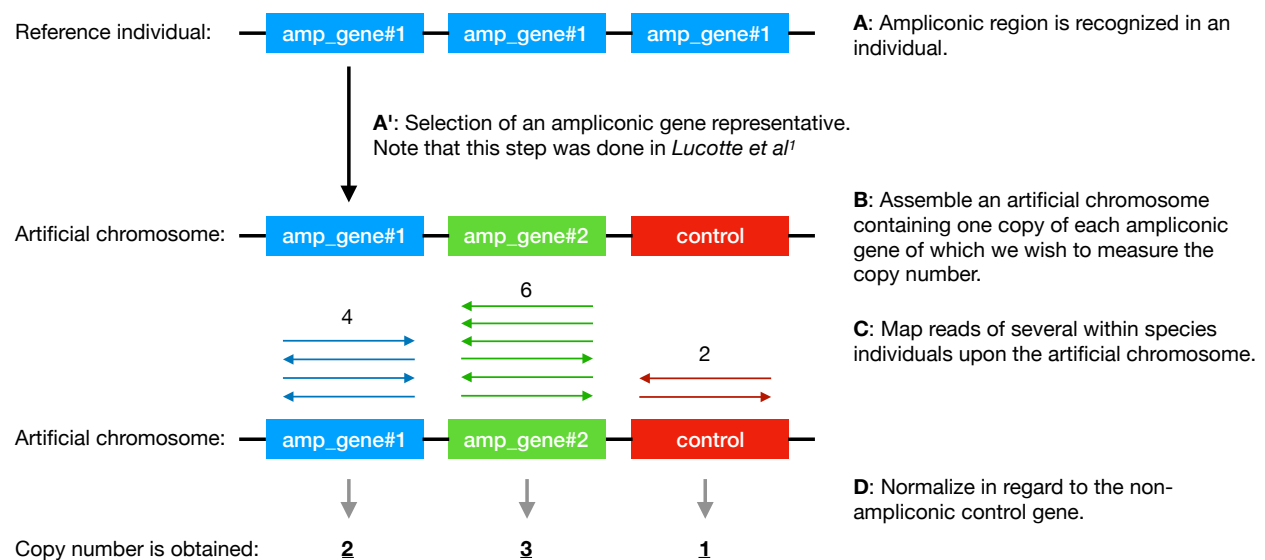 Reference individual:
amp_gene#1 amp_gene#1 amp_gene#1
A: Ampliconic region is recognized in an
individual.
A': Selection of an ampliconic gene representative.
Note that this step was done in Lucotte et al¹
Artificial chromosome:
amp_gene#1 amp_gene#2 control
B: Assemble an artificial chromosome
containing one copy of each ampliconic
gene of which we wish to measure the
copy number.
4 6 2
C: Map reads of several within species
individuals upon the artificial chromosome.
Artificial chromosome:
amp_gene#1 amp_gene#2 control
D: Normalize in regard to the non-
ampliconic control gene.
Copy number is obtained: 2 3 1